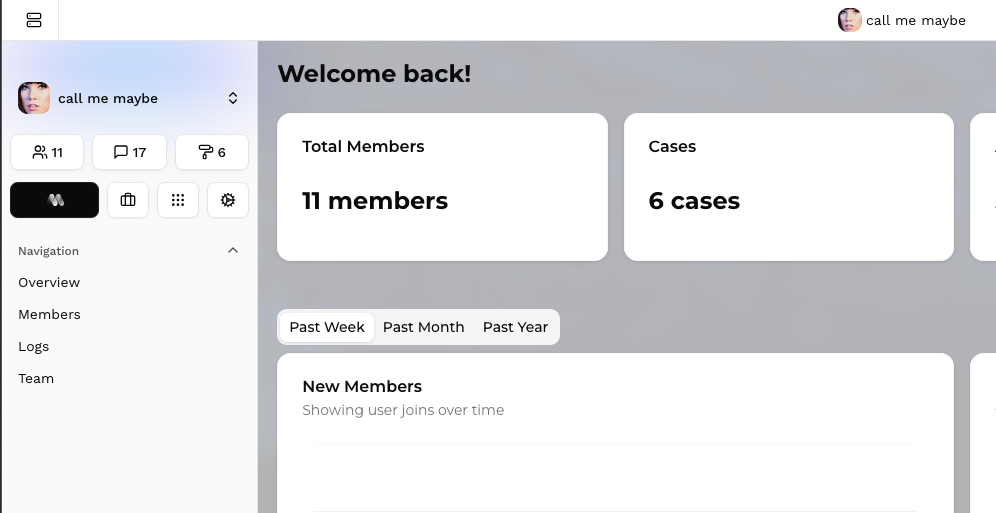 call me maybe
call me maybe
11
17
6
Navigation
Overview
Members
Logs
Team
Welcome back!
Total Members
11 members
Cases
6 cases
Past Week
Past Month
Past Year
New Members
Showing user joins over time